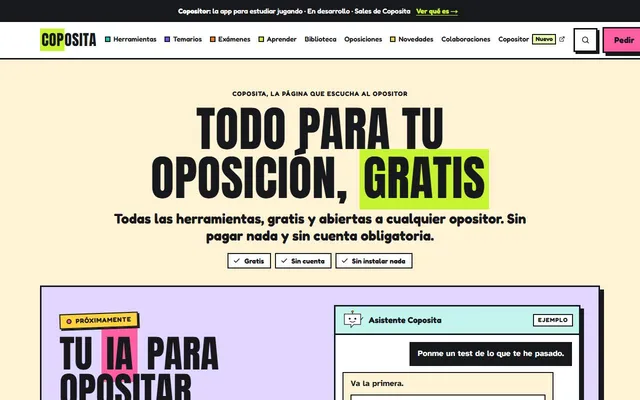 Copositor: la app para estudiar jugando · En desarrollo · Sales de Coposita Ver qué es →
COPOSITA
Herramientas
Temarios
Exámenes
Aprender
Biblioteca
Oposiciones
Novedades
Colaboraciones
Copositor Nuevo
Pedir
COPOSITA, LA PÁGINA QUE ESCUCHA AL OPOSITOR
TODO PARA TU
OPOSICIÓN, GRATIS
Todas las herramientas, gratis y abiertas a cualquier opositor. Sin
pagar nada y sin cuenta obligatoria.
Gratis
Sin cuenta
Sin instalar nada
PRÓXIMAMENTE
TU IA PARA
OPOSITAR
Asistente Coposita
EJEMPLO
Ponme un test de lo que te he pasado.
Va la primera.